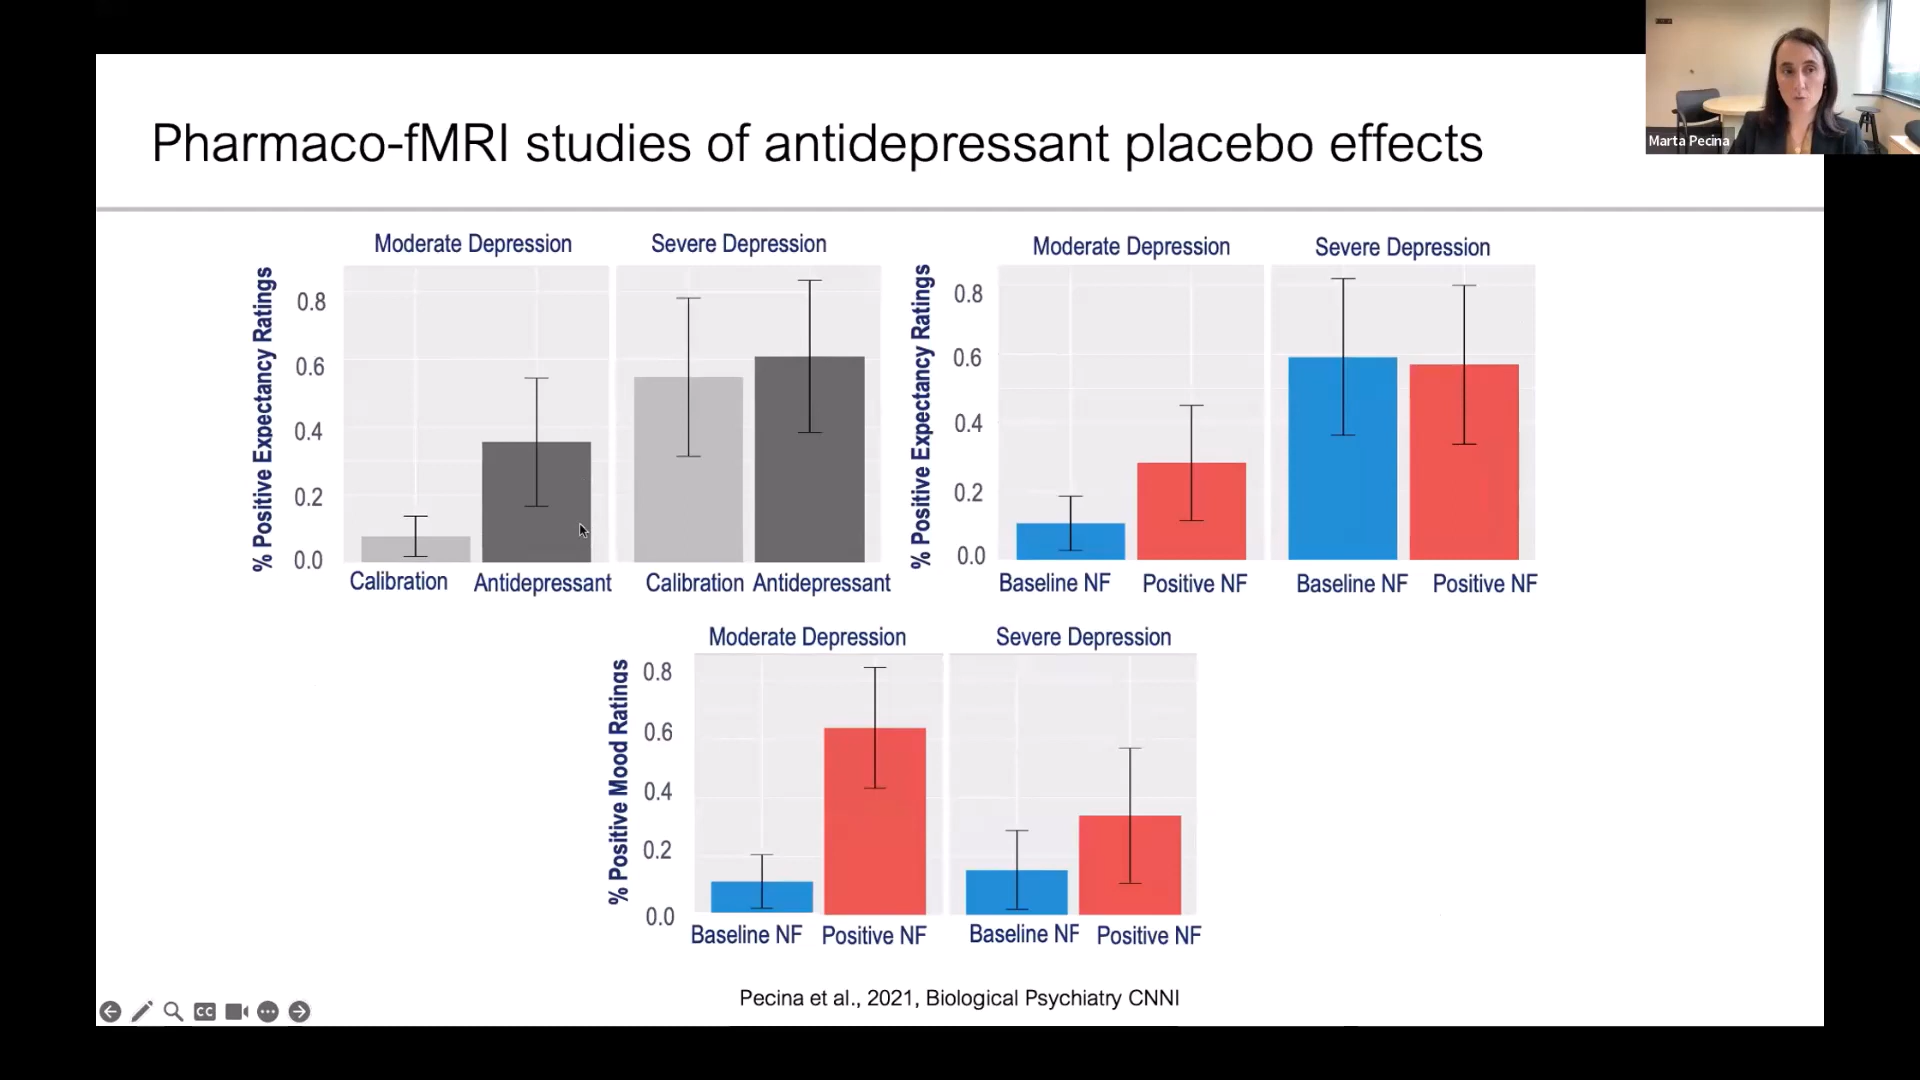 Marta Pecina
Pharmaco-fMRI studies of antidepressant placebo effects
Moderate Depression
Severe Depression
% Positive Expectancy Ratings
0.8
0.6
0.4
0.2
0.0
Calibration
Antidepressant
Calibration
Antidepressant
Moderate Depression
Severe Depression
% Positive Expectancy Ratings
0.8
0.6
0.4
0.2
0.0
Baseline NF
Positive NF
Baseline NF
Positive NF
Moderate Depression
Severe Depression
% Positive Mood Ratings
0.8
0.6
0.4
0.2
0.0
Baseline NF
Positive NF
Baseline NF
Positive NF
Pecina et al., 2021, Biological Psychiatry CNNI
CC